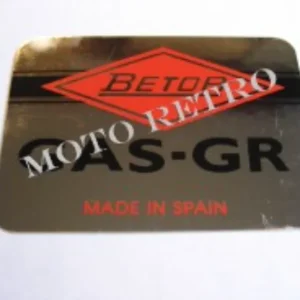 BETOR
GAS-GR
MADE IN SPAIN
MOTO RETRO